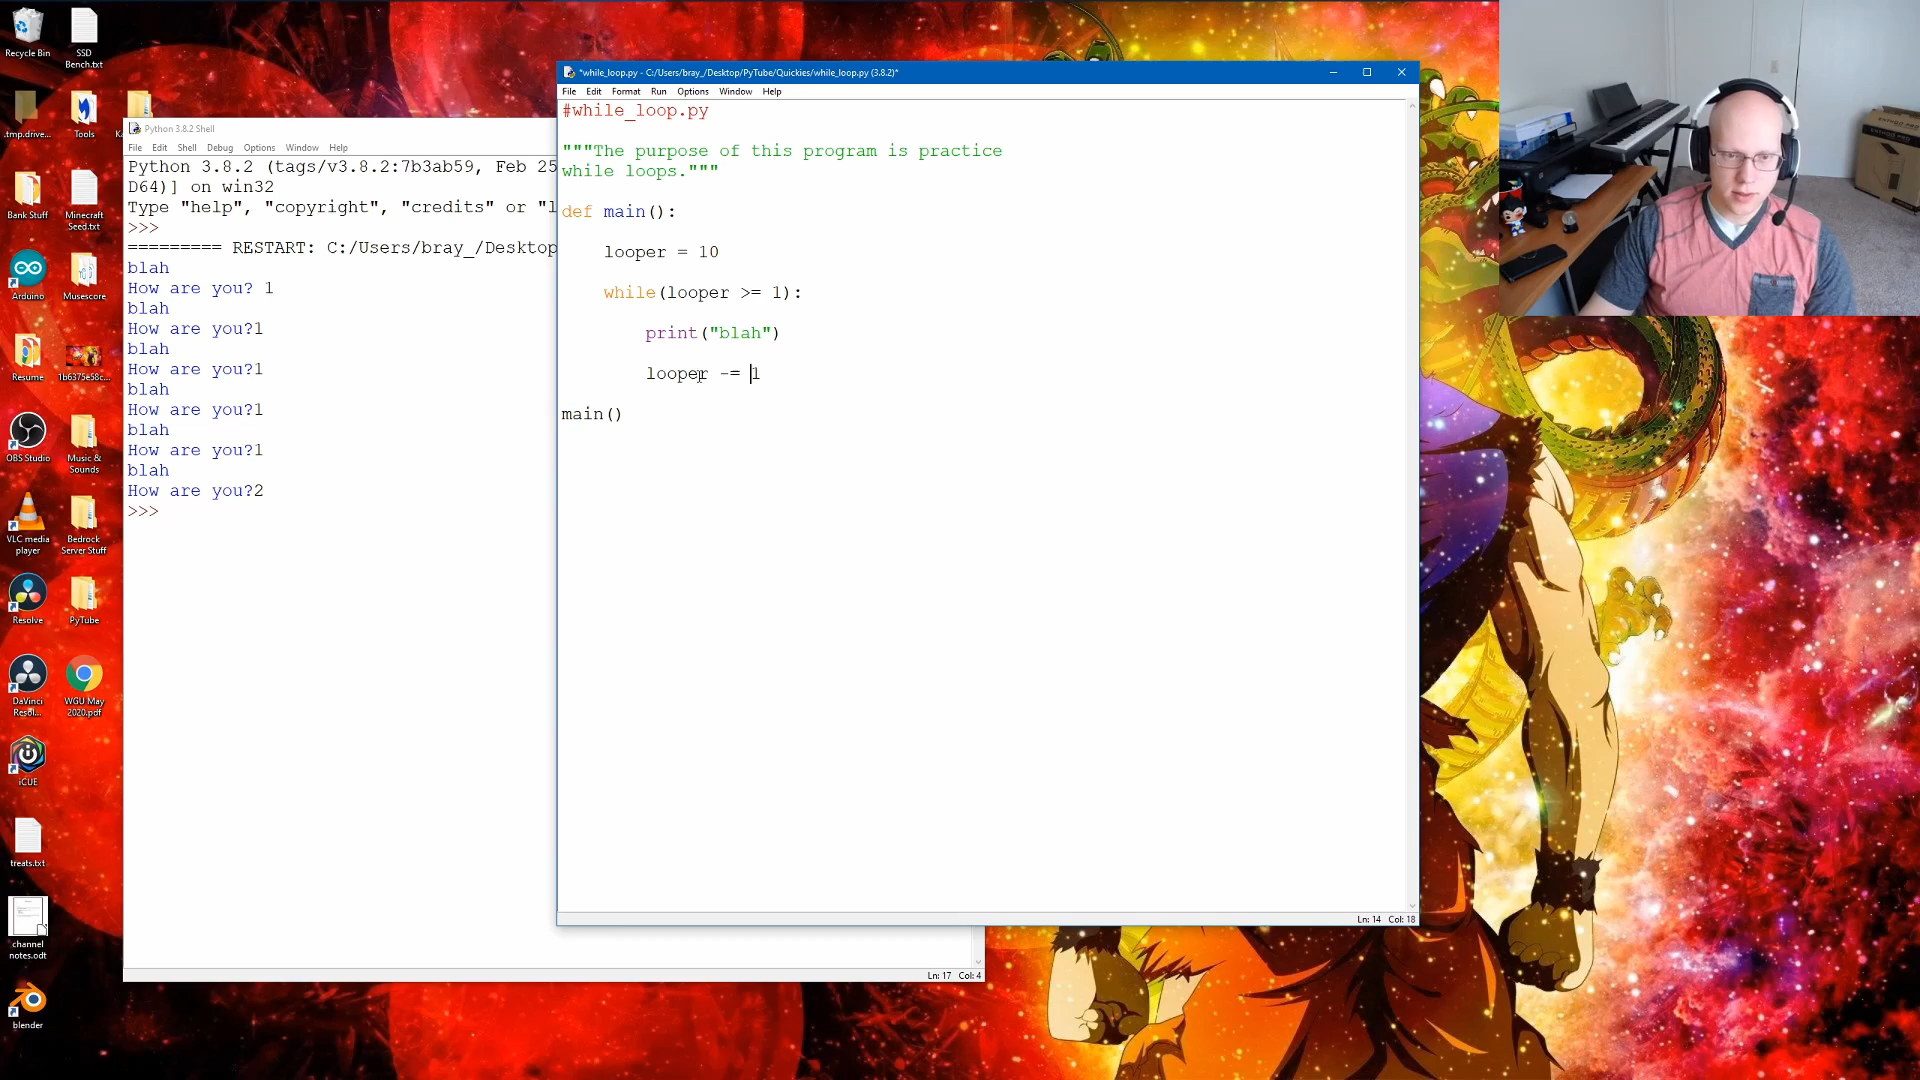 Recycle Bin
SSD
Bench.txt
.tmp.drive...
Tools
Bank Stuff
Minecraft
Seed.txt
Arduino
Musescore
Resume
1b6375e58c...
OBS Studio
Music &
Sounds
VLC media
player
Bedrock
Server Stuff
Resolve
PyTube
DaVinci
Resol...
WGU May
2020.pdf
iCUE
treats.txt
channel
notes.odt
blender
Python 3.8.2 Shell
File Edit Shell Debug Options Window Help
Python 3.8.2 (tags/v3.8.2:7b3ab59, Feb 25
D64)] on win32
Type "help", "copyright", "credits" or "l
>>>
========= RESTART: C:/Users/bray_/Desktop
blah
How are you? 1
blah
How are you?1
blah
How are you?1
blah
How are you?1
blah
How are you?1
blah
How are you?2
>>>
Ln: 17 Col: 4
*while_loop.py - C:/Users/bray_/Desktop/PyTube/Quickies/while_loop.py (3.8.2)*
File Edit Format Run Options Window Help
#while_loop.py
"""The purpose of this program is practice
while loops."""
def main():
looper = 10
while(looper >= 1):
print("blah")
looper -= 1
main()
Ln: 14 Col: 18